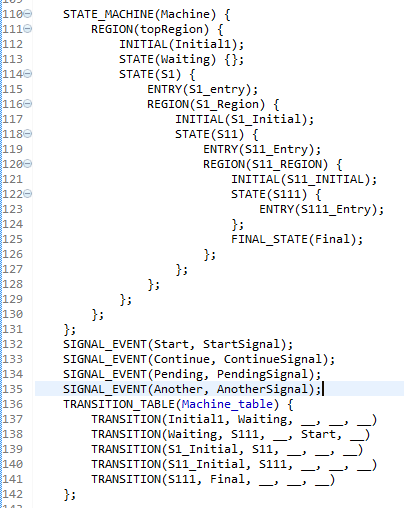 110 STATE_MACHINE(Machine) {
111 REGION(topRegion) {
112 INITIAL(Initial1);
113 STATE(Waiting) {};
114 STATE(S1) {
115 ENTRY(S1_entry);
116 REGION(S1_Region) {
117 INITIAL(S1_Initial);
118 STATE(S11) {
119 ENTRY(S11_Entry);
120 REGION(S11_REGION) {
121 INITIAL(S11_INITIAL);
122 STATE(S111) {
123 ENTRY(S111_Entry);
124 };
125 FINAL_STATE(Final);
126 };
127 };
128 };
129 };
130 };
131 };
132 SIGNAL_EVENT(Start, StartSignal);
133 SIGNAL_EVENT(Continue, ContinueSignal);
134 SIGNAL_EVENT(Pending, PendingSignal);
135 SIGNAL_EVENT(Another, AnotherSignal);
136 TRANSITION_TABLE(Machine_table) {
137 TRANSITION(Initial1, Waiting, __, __, __)
138 TRANSITION(Waiting, S111, __, Start, __)
139 TRANSITION(S1_Initial, S11, __, __, __)
140 TRANSITION(S11_Initial, S111, __, __, __)
141 TRANSITION(S111, Final, __, __, __)
142 };